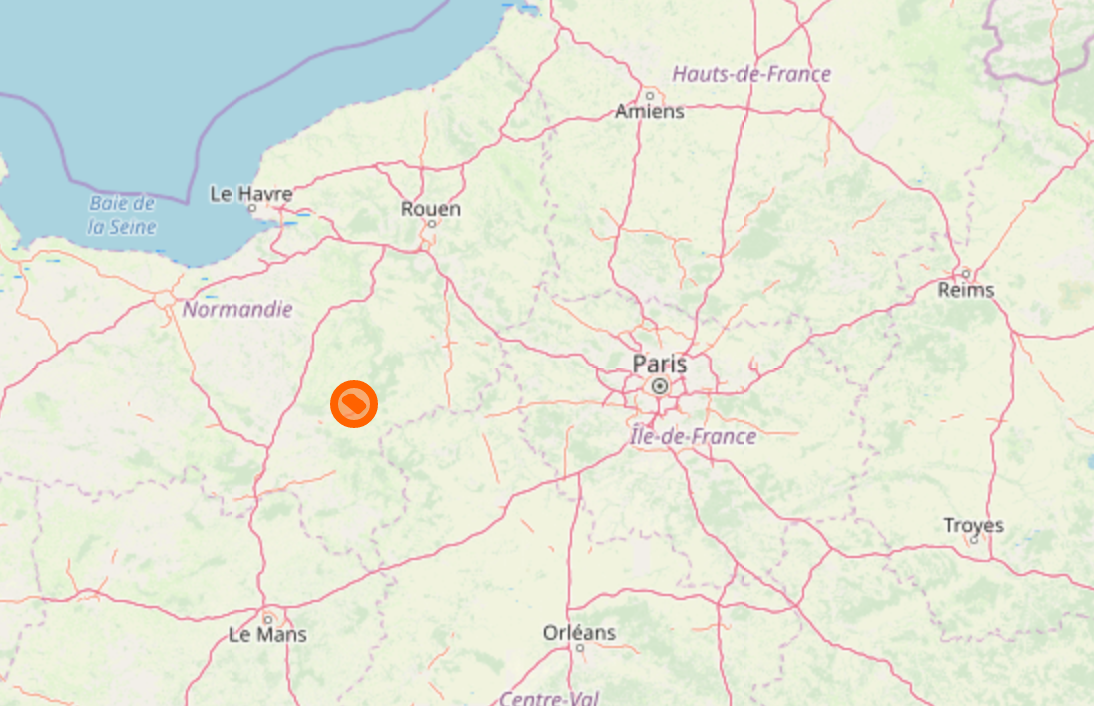 Hauts-de-France
Amiens
Le Havre
Baie de
la Seine
Rouen
Reims
Normandie
Paris
Île-de-France
Troyes
Le Mans
Orléans
Centre-Val